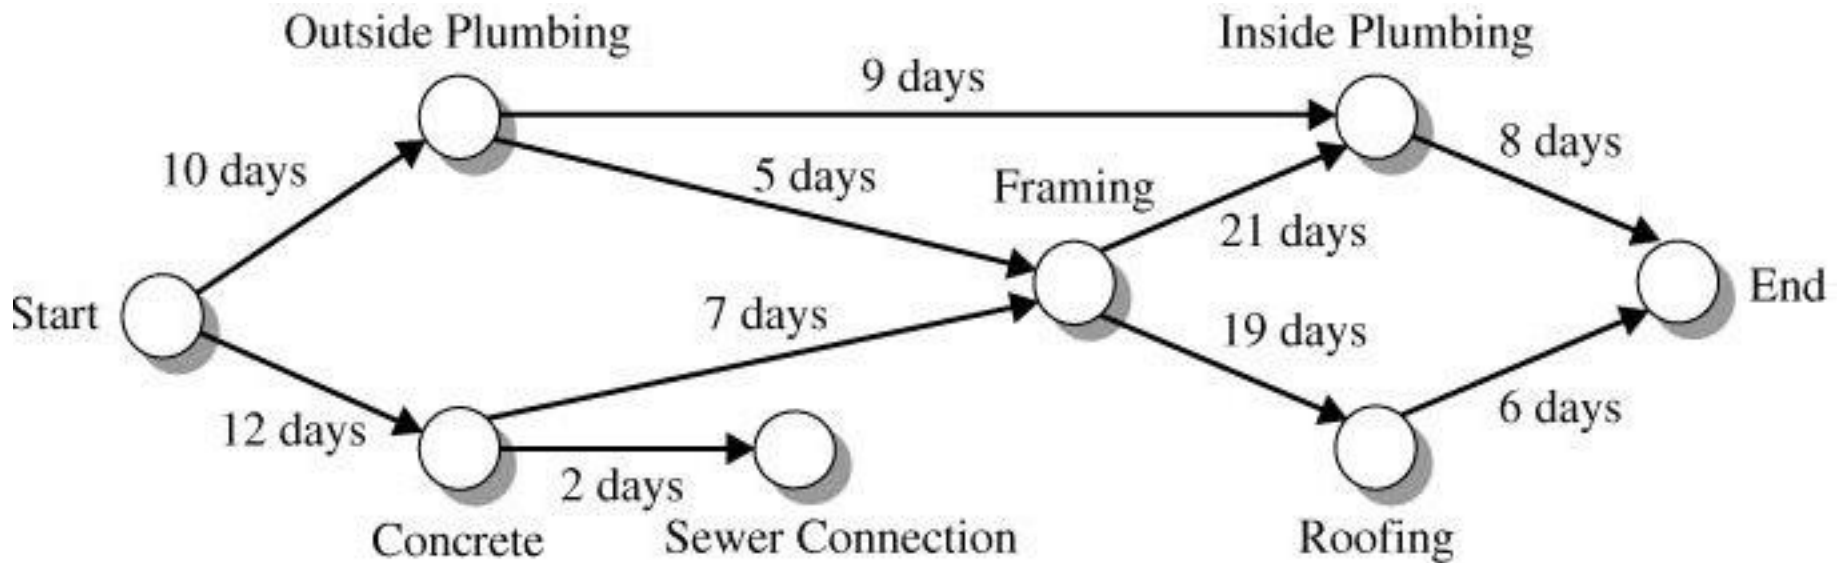 Outside Plumbing
Inside Plumbing
9 days
8 days
10 days
5 days
Framing
21 days
Start
End
7 days
19 days
12 days
6 days
2 days
Concrete
Sewer Connection
Roofing